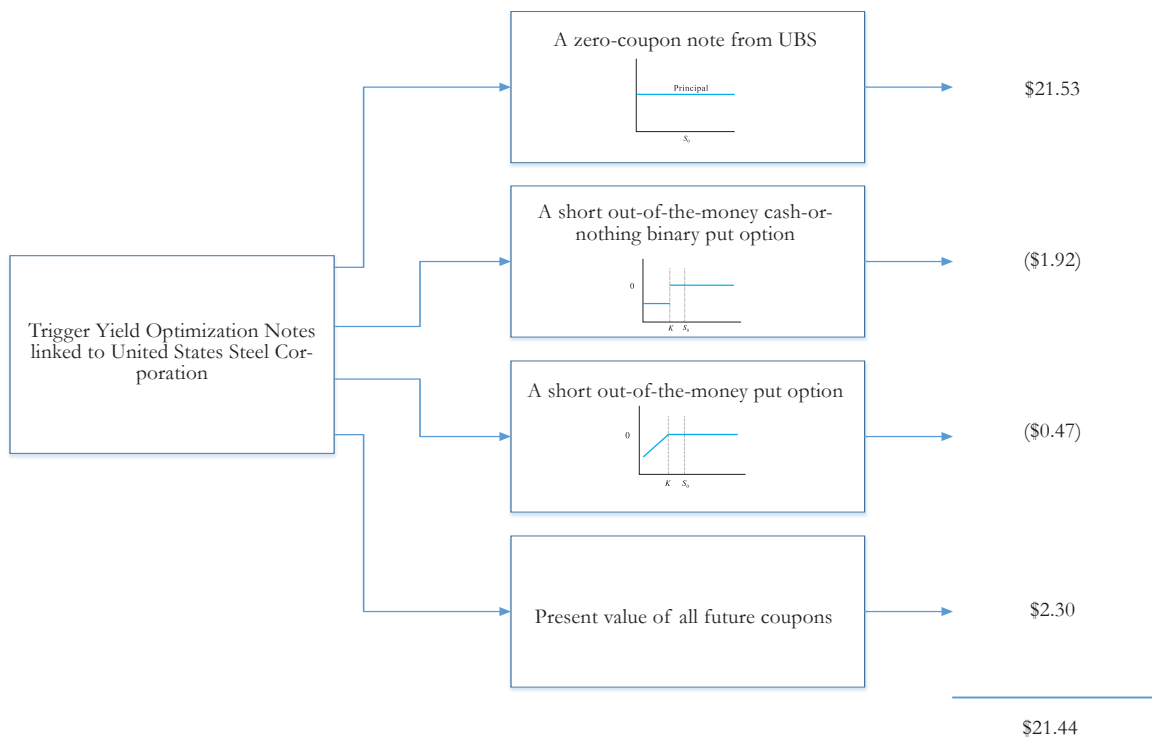 A zero-coupon note from UBS
Principal
S₀
$21.53
A short out-of-the-money cash-or-
nothing binary put option
0
K S₀
($1.92)
Trigger Yield Optimization Notes
linked to United States Steel Cor-
poration
A short out-of-the-money put option
0
K S₀
($0.47)
Present value of all future coupons
$2.30
$21.44